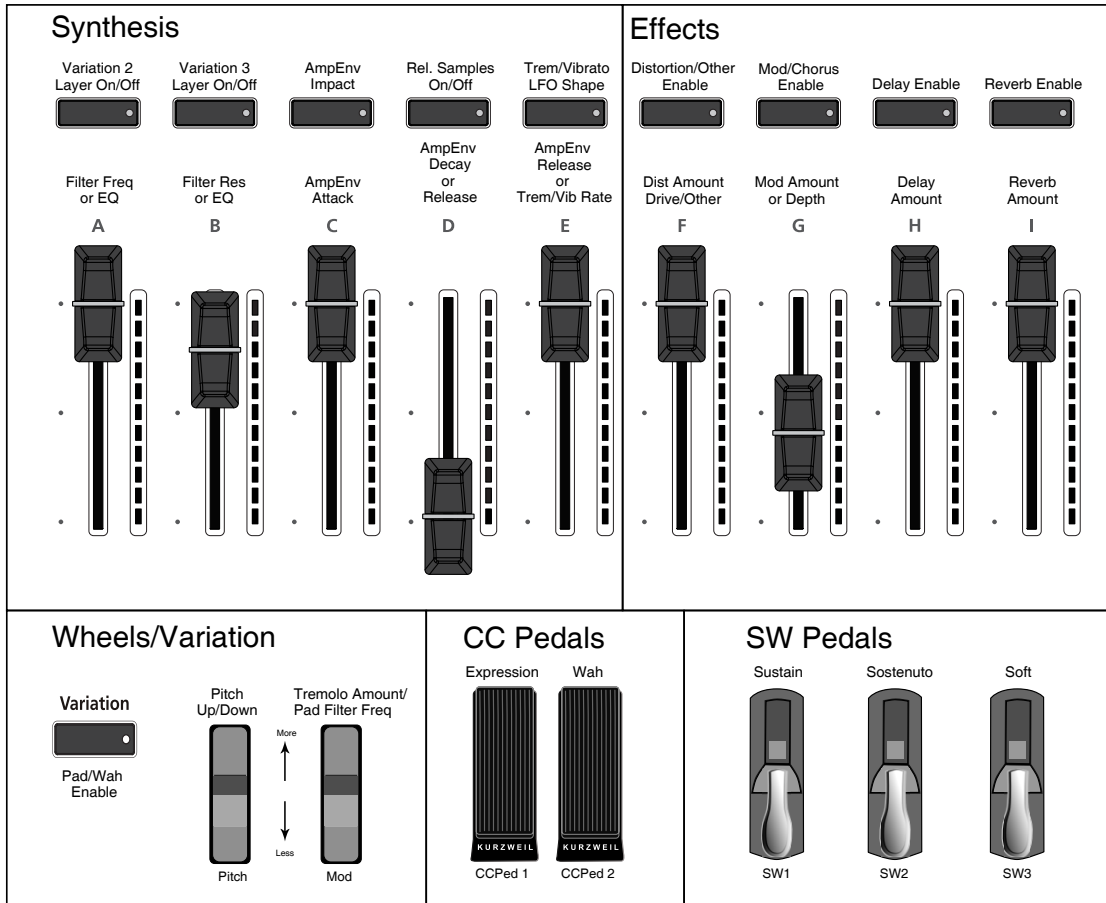 Synthesis
Variation 2
Layer On/Off
Variation 3
Layer On/Off
AmpEnv
Impact
Rel. Samples
On/Off
Trem/Vibrato
LFO Shape
Filter Freq
or EQ
Filter Res
or EQ
AmpEnv
Attack
AmpEnv
Decay
or
Release
AmpEnv
Release
or
Trem/Vib Rate
A
B
C
D
E
Effects
Distortion/Other
Enable
Mod/Chorus
Enable
Delay Enable
Reverb Enable
Dist Amount
Drive/Other
Mod Amount
or Depth
Delay
Amount
Reverb
Amount
F
G
H
I
Wheels/Variation
Variation
Pad/Wah
Enable
Pitch
Up/Down
Tremolo Amount/
Pad Filter Freq
More
Less
Pitch
Mod
CC Pedals
Expression
Wah
KURZWEIL
KURZWEIL
CCPed 1
CCPed 2
SW Pedals
Sustain
Sostenuto
Soft
SW1
SW2
SW3